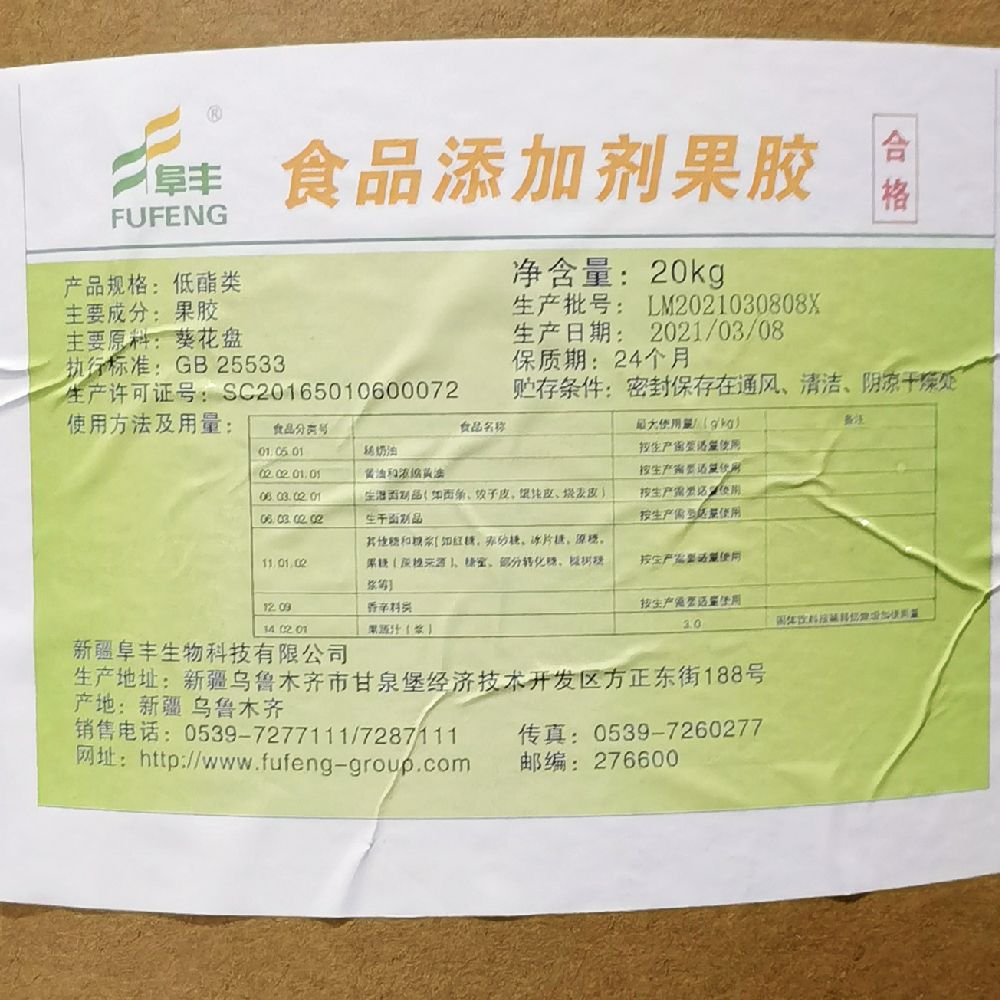 阜丰®
FUFENG
食品添加剂果胶
合格
产品规格：低酯类
主要成分：果胶
主要原料：葵花盘
执行标准：GB 25533
生产许可证号：SC20165010600072
净含量：20kg
生产批号：LM2021030808X
生产日期：2021/03/08
保质期：24个月
贮存条件：密封保存在通风、清洁、阴凉干燥处
使用方法及用量：
食品分类号 食品名称 最大使用量/（g/kg） 备注
01.05.01 稀奶油 按生产需要适量使用
02.02.01.01 黄油和浓缩黄油 按生产需要适量使用
06.03.02.01 生湿面制品（如面条、饺子皮、馄饨皮、烧麦皮） 按生产需要适量使用
06.03.02.02 生干面制品 按生产需要适量使用
11.01.02 其他糖和糖浆[如红糖、赤砂糖、冰片糖、原糖、
果糖（蔗糖来源）、糖蜜、部分转化糖、槭树糖
浆等] 按生产需要适量使用
12.09 香辛料类 按生产需要适量使用
14.02.01 果蔬汁（浆） 3.0 固体饮料按稀释倍数增加使用量
新疆阜丰生物科技有限公司
生产地址：新疆乌鲁木齐市甘泉堡经济技术开发区方正东街188号
产地：新疆 乌鲁木齐
销售电话：0539-7277111/7287111 传真：0539-7260277
网址：http://www.fufeng-group.com 邮编：276600